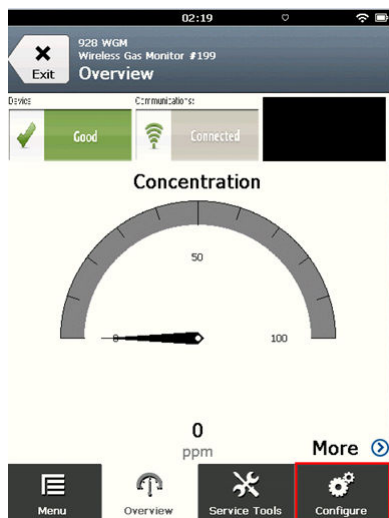 02:19
928 WGM
Wireless Gas Monitor #199
Exit
Overview
Device
Communications:
Good
Connected
Concentration
50
0
100
0
ppm
More
Menu
Overview
Service Tools
Configure